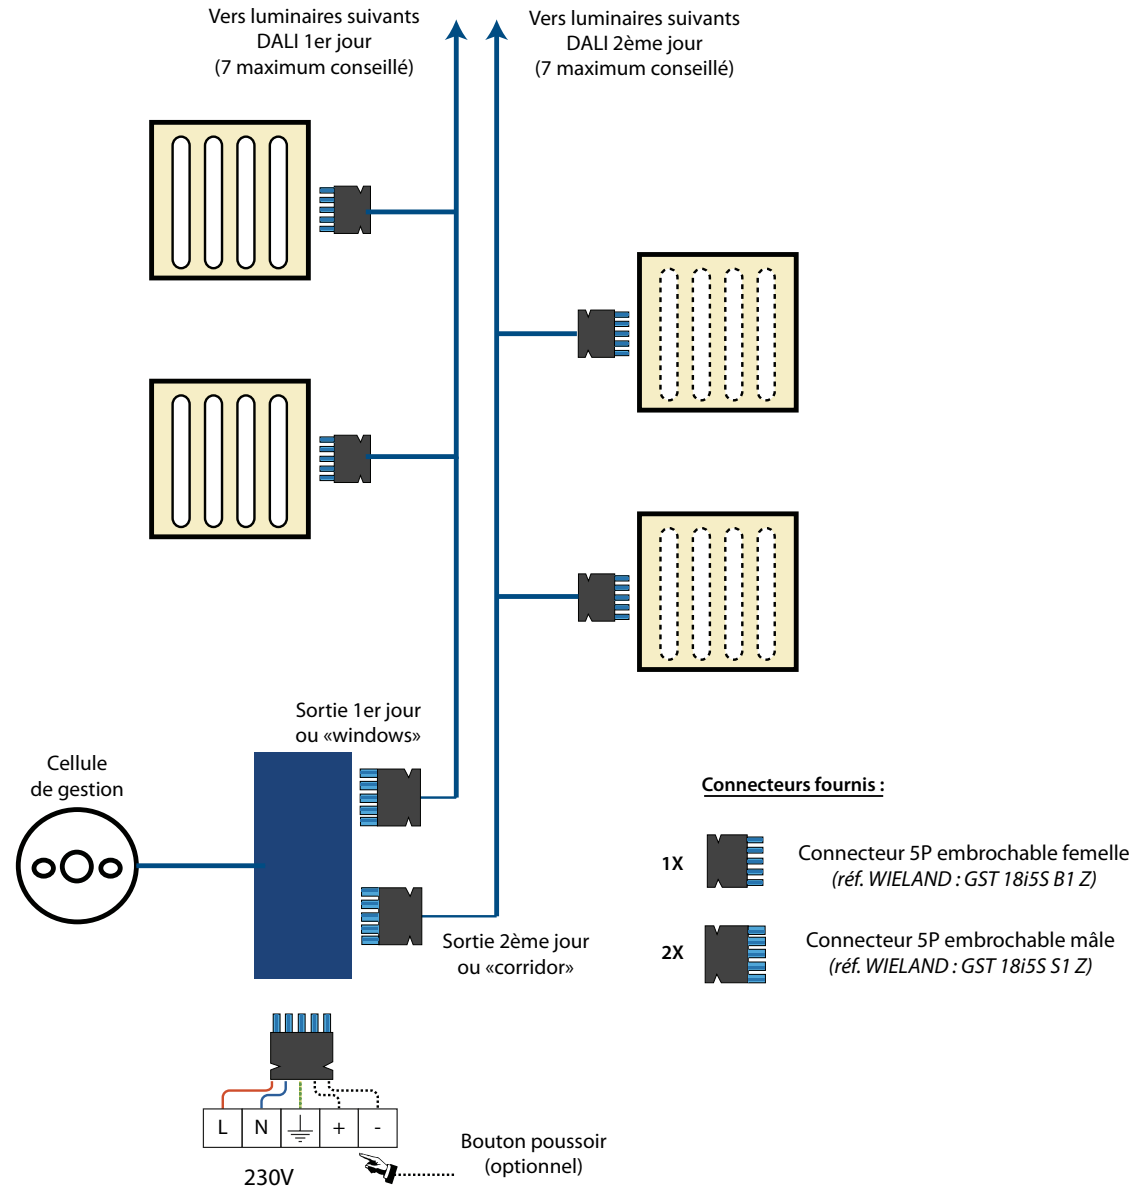 Vers luminaires suivants
DALI 1er jour
(7 maximum conseillé)
Vers luminaires suivants
DALI 2ème jour
(7 maximum conseillé)
Sortie 1er jour
ou «windows»
Cellule
de gestion
Connecteurs fournis :
1X
Connecteur 5P embrochable femelle
(réf. WIELAND : GST 18i5S B1 Z)
2X
Connecteur 5P embrochable mâle
(réf. WIELAND : GST 18i5S S1 Z)
Sortie 2ème jour
ou «corridor»
L N + -
230V
Bouton poussoir
(optionnel)